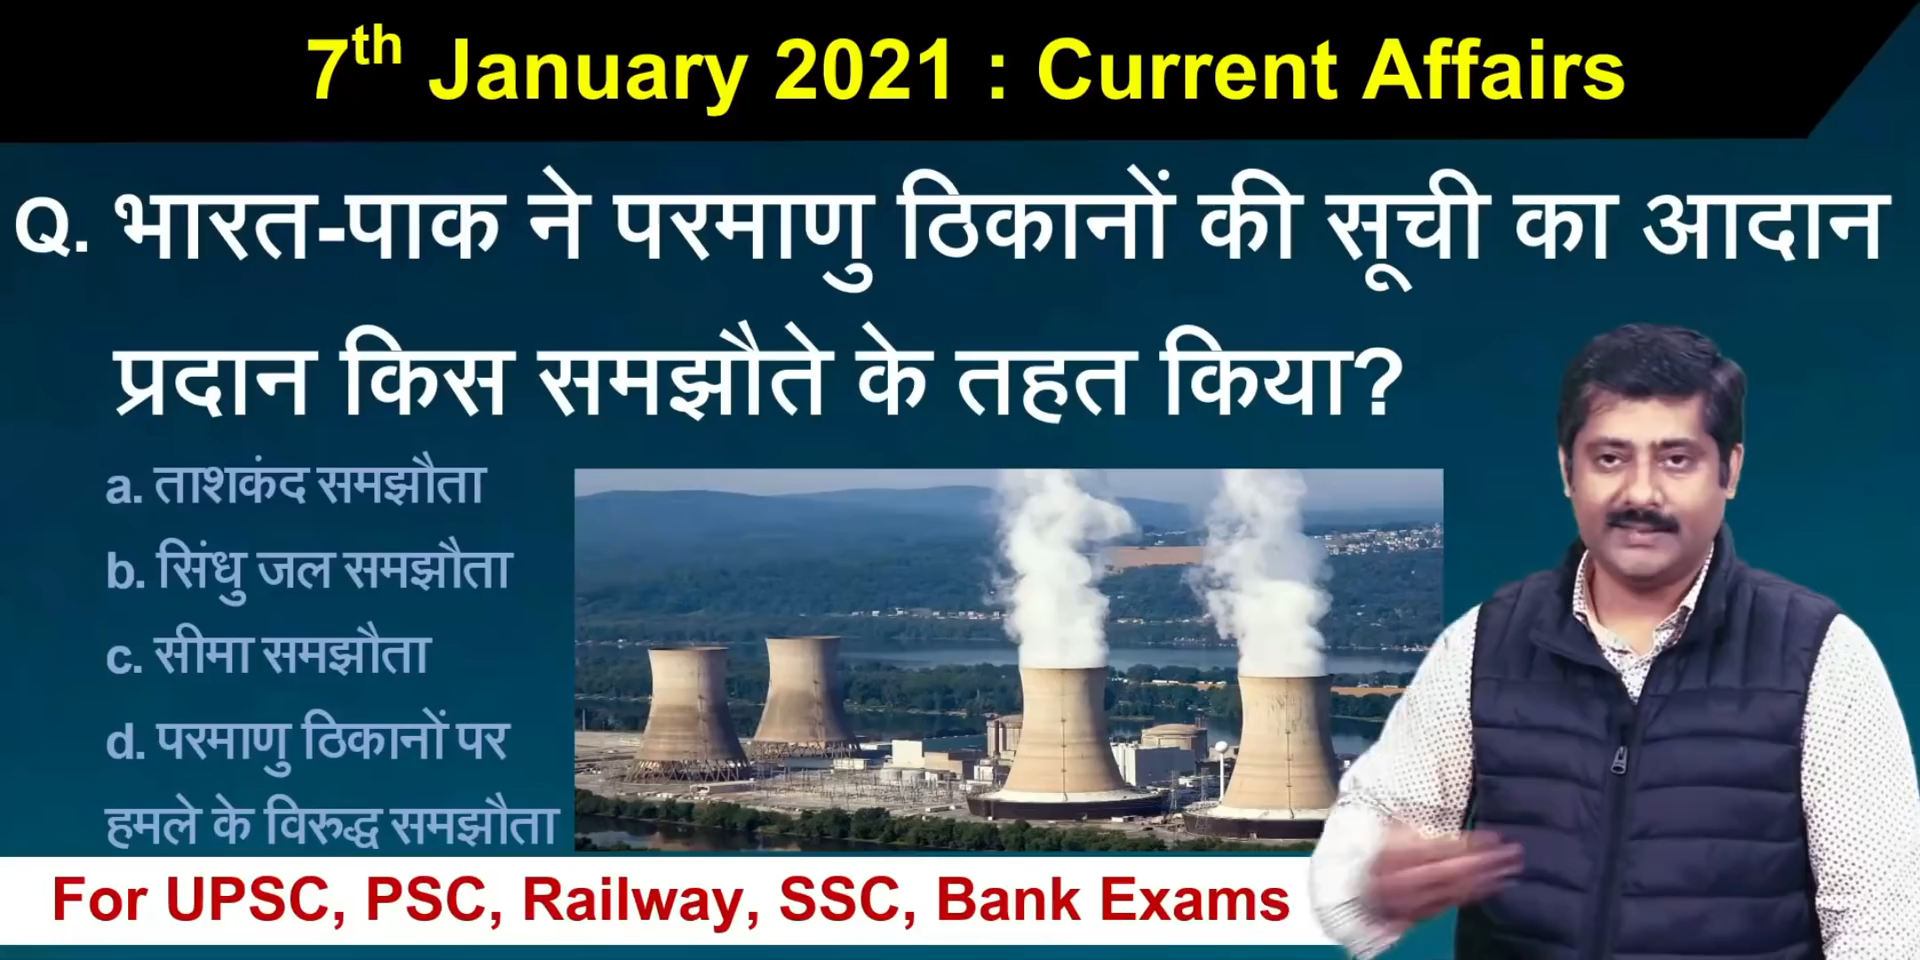 7th January 2021 : Current Affairs
Q. भारत-पाक ने परमाणु ठिकानों की सूची का आदान
प्रदान किस समझौते के तहत किया?
a. ताशकंद समझौता
b. सिंधु जल समझौता
c. सीमा समझौता
d. परमाणु ठिकानों पर
हमले के विरुद्ध समझौता
For UPSC, PSC, Railway, SSC, Bank Exams